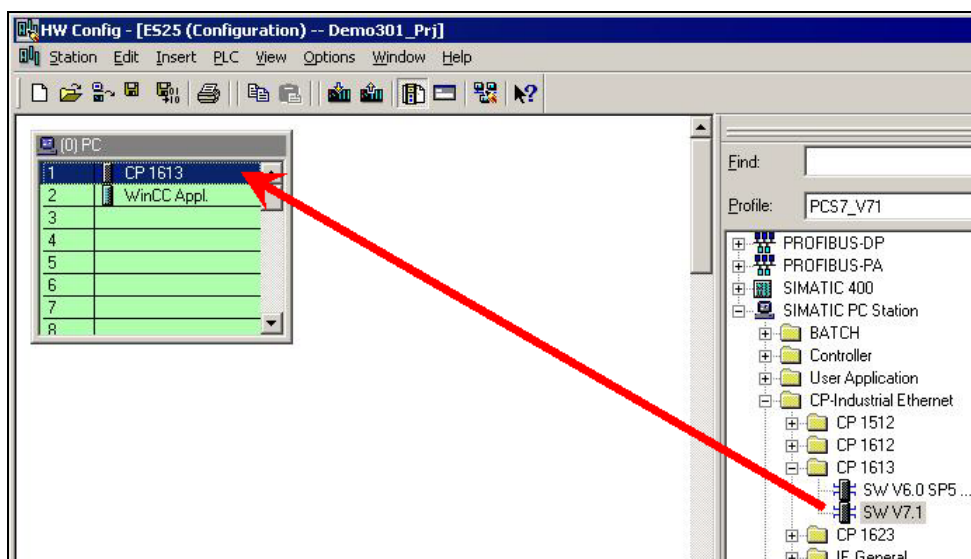 HW Config - [ES25 (Configuration) -- Demo301_Prj]
Station Edit Insert PLC View Options Window Help
(0) PC
1 CP 1613
2 WinCC Appl.
3
4
5
6
7
8
Find:
Profile: PCS7_V71
PROFIBUS-DP
PROFIBUS-PA
SIMATIC 400
SIMATIC PC Station
BATCH
Controller
User Application
CP-Industrial Ethernet
CP 1512
CP 1612
CP 1613
SW V6.0 SP5 ...
SW V7.1
CP 1623
IE General